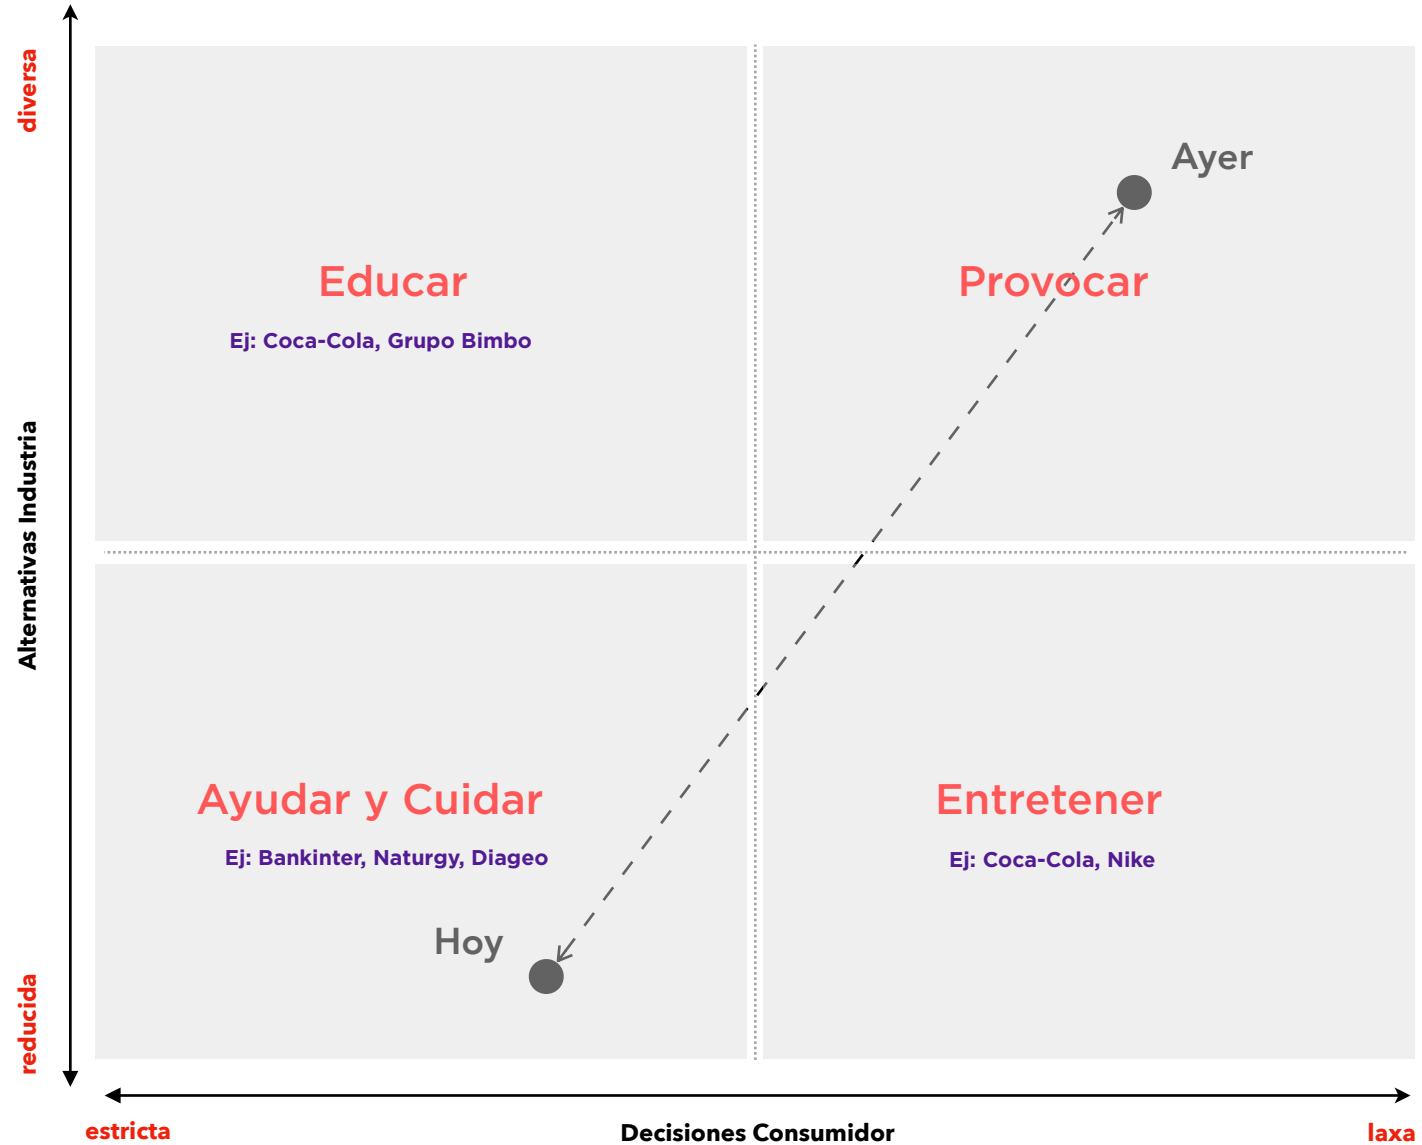 diversa
Ayer
Educar
Provocar
Ej: Coca-Cola, Grupo Bimbo
Alternativas Industria
Ayudar y Cuidar
Entretener
Ej: Bankinter, Naturgy, Diageo
Ej: Coca-Cola, Nike
Hoy
reducida
estricta
Decisiones Consumidor
laxa